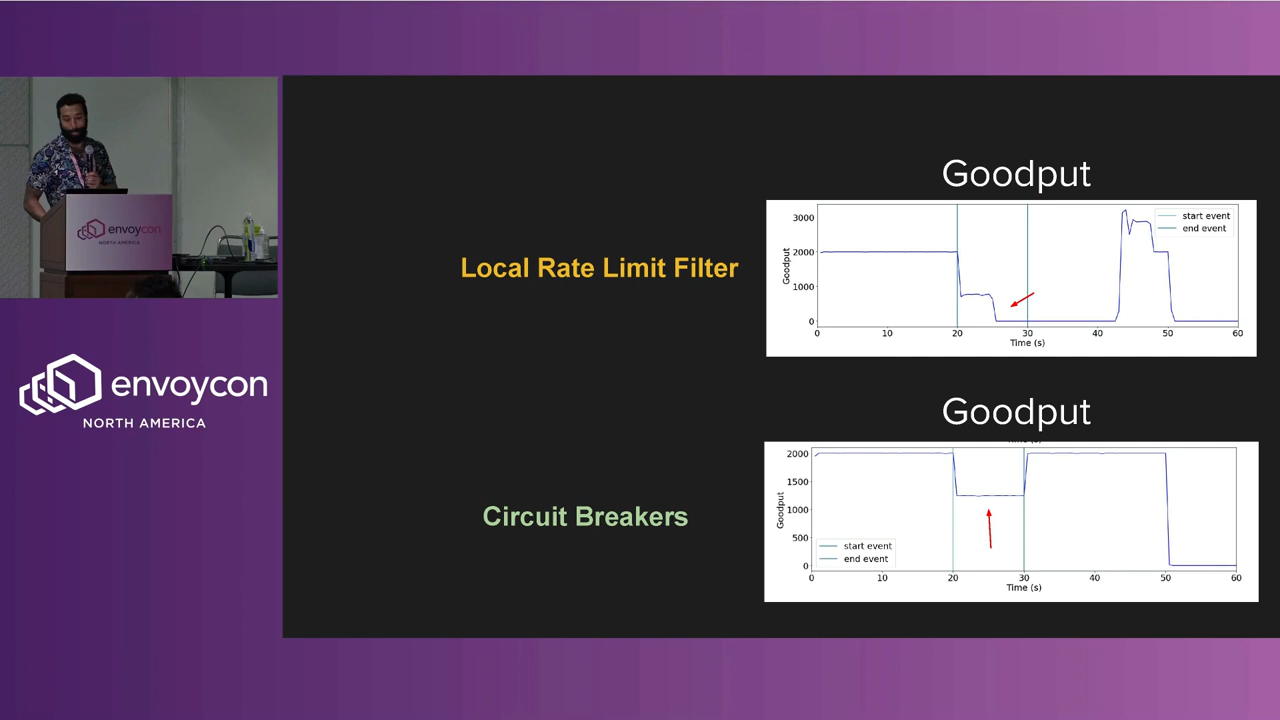 envoycon
NORTH AMERICA
envoycon
NORTH AMERICA
Local Rate Limit Filter
Goodput
Goodput
3000
2000
1000
0
start event
end event
0 10 20 30 40 50 60
Time (s)
Circuit Breakers
Goodput
Time (s)
Goodput
2000
1500
1000
500
0
start event
end event
0 10 20 30 40 50 60
Time (s)